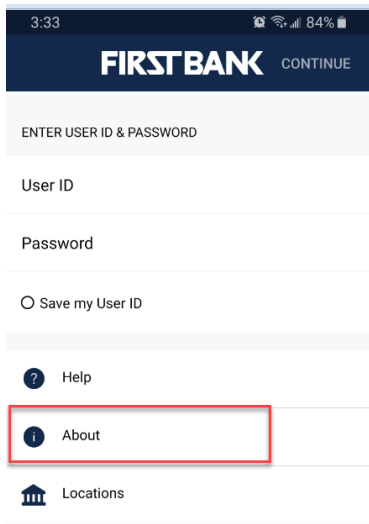 3:33 84%
FIRSTBANK CONTINUE
ENTER USER ID & PASSWORD
User ID
Password
Save my User ID
? Help
i About
Locations